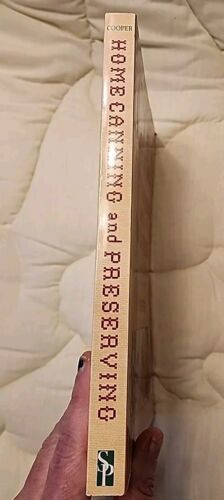 COOPER
HOME CANNING and PRESERVING
SP